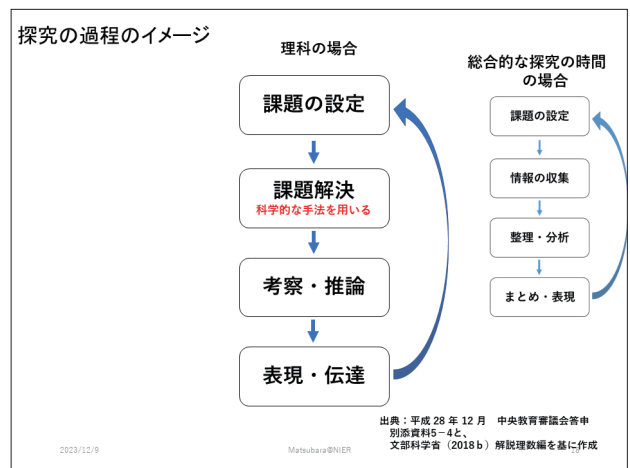 探究の過程のイメージ
理科の場合
課題の設定
課題解決
科学的な手法を用いる
考察・推論
表現・伝達
総合的な探究の時間
の場合
課題の設定
情報の収集
整理・分析
まとめ・表現
出典：平成 28 年 12 月　中央教育審議会答申
別添資料5－4と、
文部科学省（2018ｂ）解説理数編を基に作成
2023/12/9
Matsubara@NIER